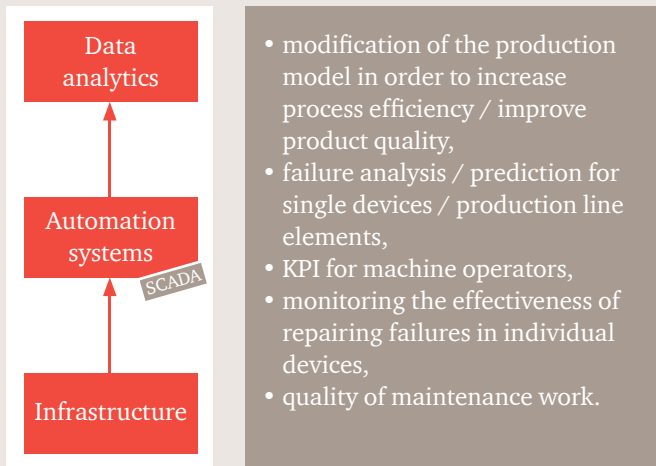 Data
analytics
Automation
systems
SCADA
Infrastructure
• modification of the production
model in order to increase
process efficiency / improve
product quality,
• failure analysis / prediction for
single devices / production line
elements,
• KPI for machine operators,
• monitoring the effectiveness of
repairing failures in individual
devices,
• quality of maintenance work.